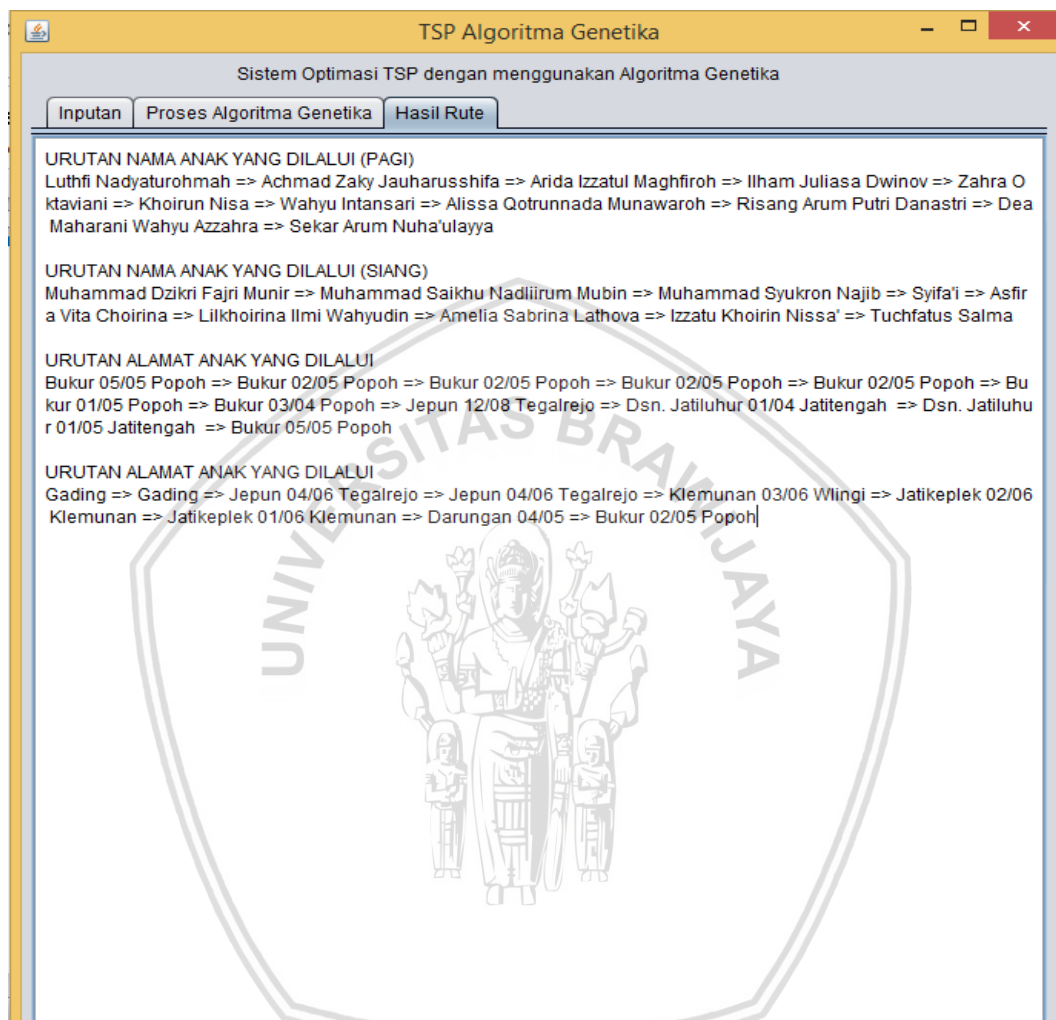 TSP Algoritma Genetika
Sistem Optimasi TSP dengan menggunakan Algoritma Genetika
Inputan Proses Algoritma Genetika Hasil Rute
URUTAN NAMA ANAK YANG DILALUI (PAGI)
Luthfi Nadyaturohmah => Achmad Zaky Jauharusshifa => Arida Izzatul Maghfiroh => Ilham Juliasa Dwinov => Zahra O
ktaviani => Khoirun Nisa => Wahyu Intansari => Alissa Qotrunnada Munawaroh => Risang Arum Putri Danastri => Dea
Maharani Wahyu Azzahra => Sekar Arum Nuha'ulayya
URUTAN NAMA ANAK YANG DILALUI (SIANG)
Muhammad Dzikri Fajri Munir => Muhammad Saikhu Nadliirum Mubin => Muhammad Syukron Najib => Syifa'i => Asfir
a Vita Choirina => Lilkhoirina Ilmi Wahyudin => Amelia Sabrina Lathova => Izzatu Khoirin Nissa' => Tuchfatus Salma
URUTAN ALAMAT ANAK YANG DILALUI
Bukur 05/05 Popoh => Bukur 02/05 Popoh => Bukur 02/05 Popoh => Bukur 02/05 Popoh => Bukur 02/05 Popoh => Bu
kur 01/05 Popoh => Bukur 03/04 Popoh => Jepun 12/08 Tegalrejo => Dsn. Jatiluhur 01/04 Jatitengah => Dsn. Jatiluhu
r 01/05 Jatitengah => Bukur 05/05 Popoh
URUTAN ALAMAT ANAK YANG DILALUI
Gading => Gading => Jepun 04/06 Tegalrejo => Jepun 04/06 Tegalrejo => Klemunan 03/06 Wlingi => Jatikeplek 02/06
Klemunan => Jatikeplek 01/06 Klemunan => Darungan 04/05 => Bukur 02/05 Popoh
UNIVERSITAS BRAWIJAYA